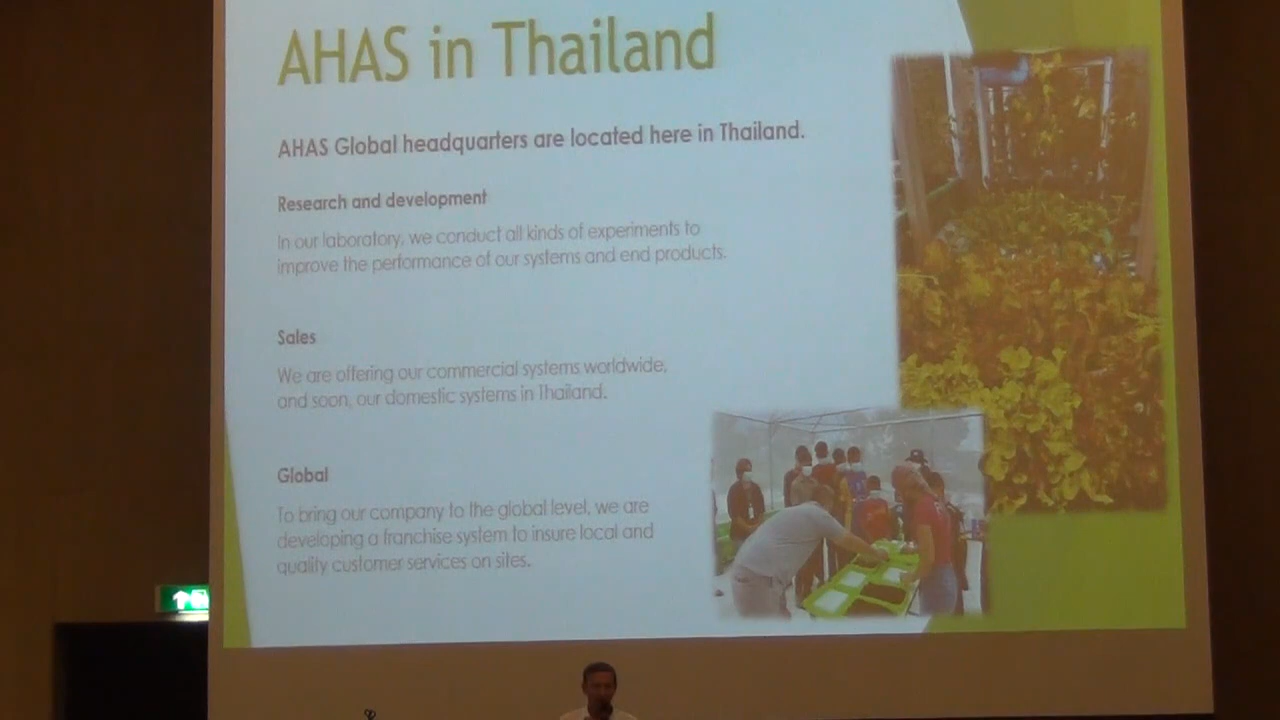 AHAS in Thailand
AHAS Global headquarters are located here in Thailand.
Research and development
In our laboratory, we conduct all kinds of experiments to
improve the performance of our systems and end products.
Sales
We are offering our commercial systems worldwide,
and soon, our domestic systems in Thailand.
Global
To bring our company to the global level, we are
developing a franchise system to insure local and
quality customer services on sites.